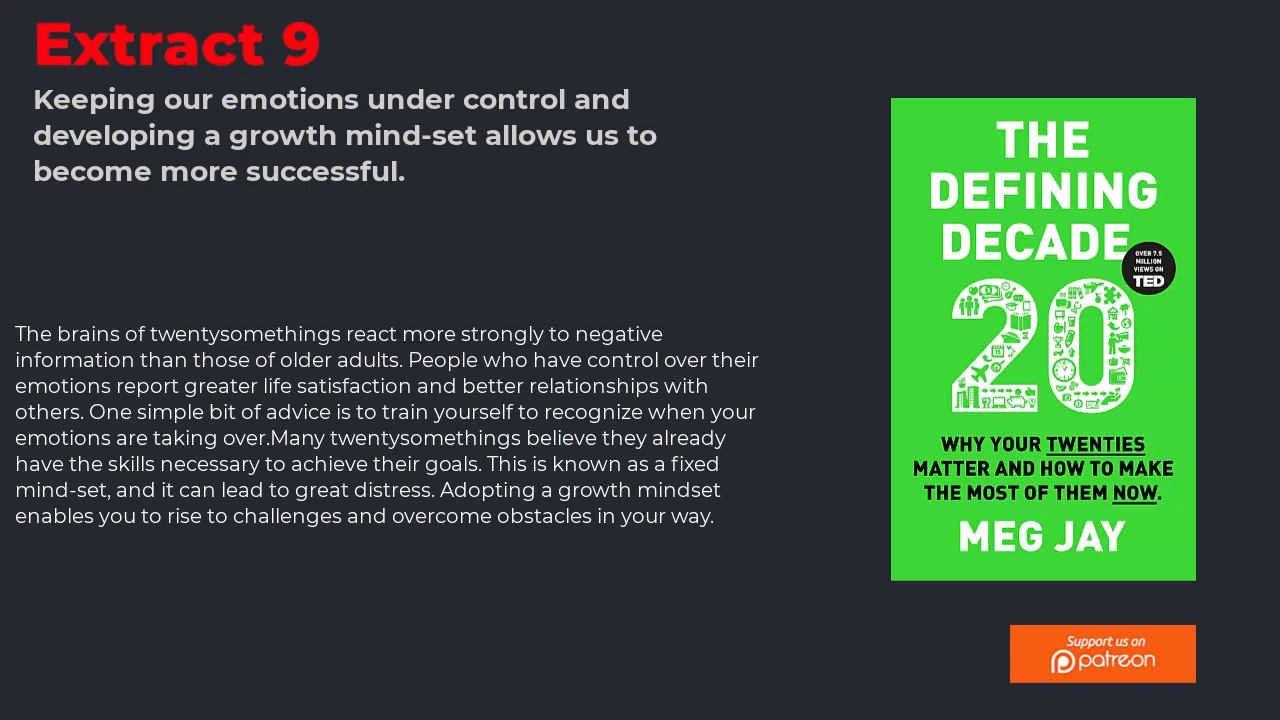 Extract 9
Keeping our emotions under control and
developing a growth mind-set allows us to
become more successful.
The brains of twentysomethings react more strongly to negative
information than those of older adults. People who have control over their
emotions report greater life satisfaction and better relationships with
others. One simple bit of advice is to train yourself to recognize when your
emotions are taking over.Many twentysomethings believe they already
have the skills necessary to achieve their goals. This is known as a fixed
mind-set, and it can lead to great distress. Adopting a growth mindset
enables you to rise to challenges and overcome obstacles in your way.
THE
DEFINING
DECADE
OVER 7.5
MILLION
VIEWS ON
TED
20
WHY YOUR TWENTIES
MATTER AND HOW TO MAKE
THE MOST OF THEM NOW.
MEG JAY
Support us on
patreon